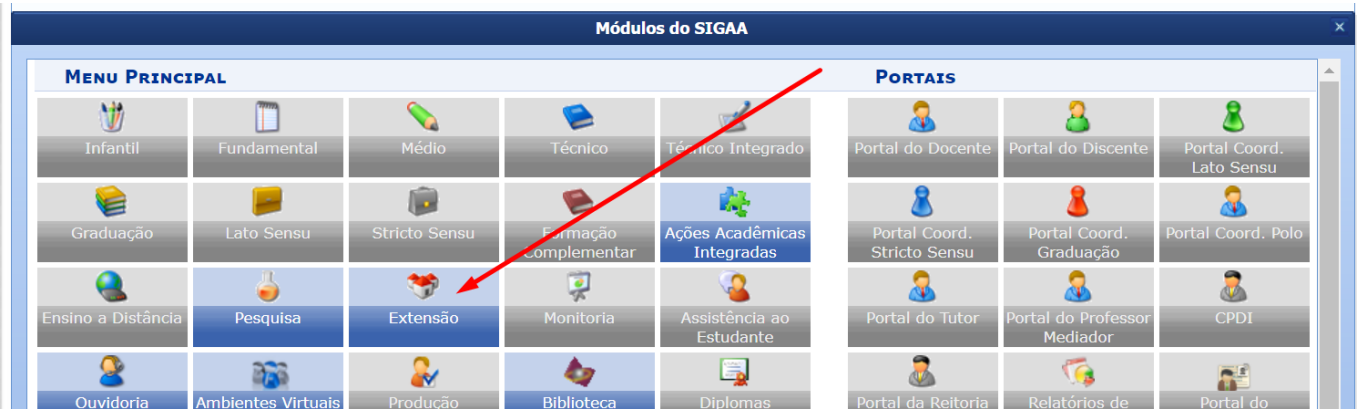 Módulos do SIGAA
MENU PRINCIPAL
PORTAIS
Infantil
Fundamental
Médio
Técnico
Técnico Integrado
Portal do Docente
Portal do Discente
Portal Coord.
Lato Sensu
Graduação
Lato Sensu
Stricto Sensu
Formação
Complementar
Ações Acadêmicas
Integradas
Portal Coord.
Stricto Sensu
Portal Coord.
Graduação
Portal Coord. Polo
Ensino a Distância
Pesquisa
Extensão
Monitoria
Assistência ao
Estudante
Portal do Tutor
Portal do Professor
Mediador
CPDI
Ouvidoria
Ambientes Virtuais
Produção
Biblioteca
Diplomas
Portal da Reitoria
Relatórios de
Portal do